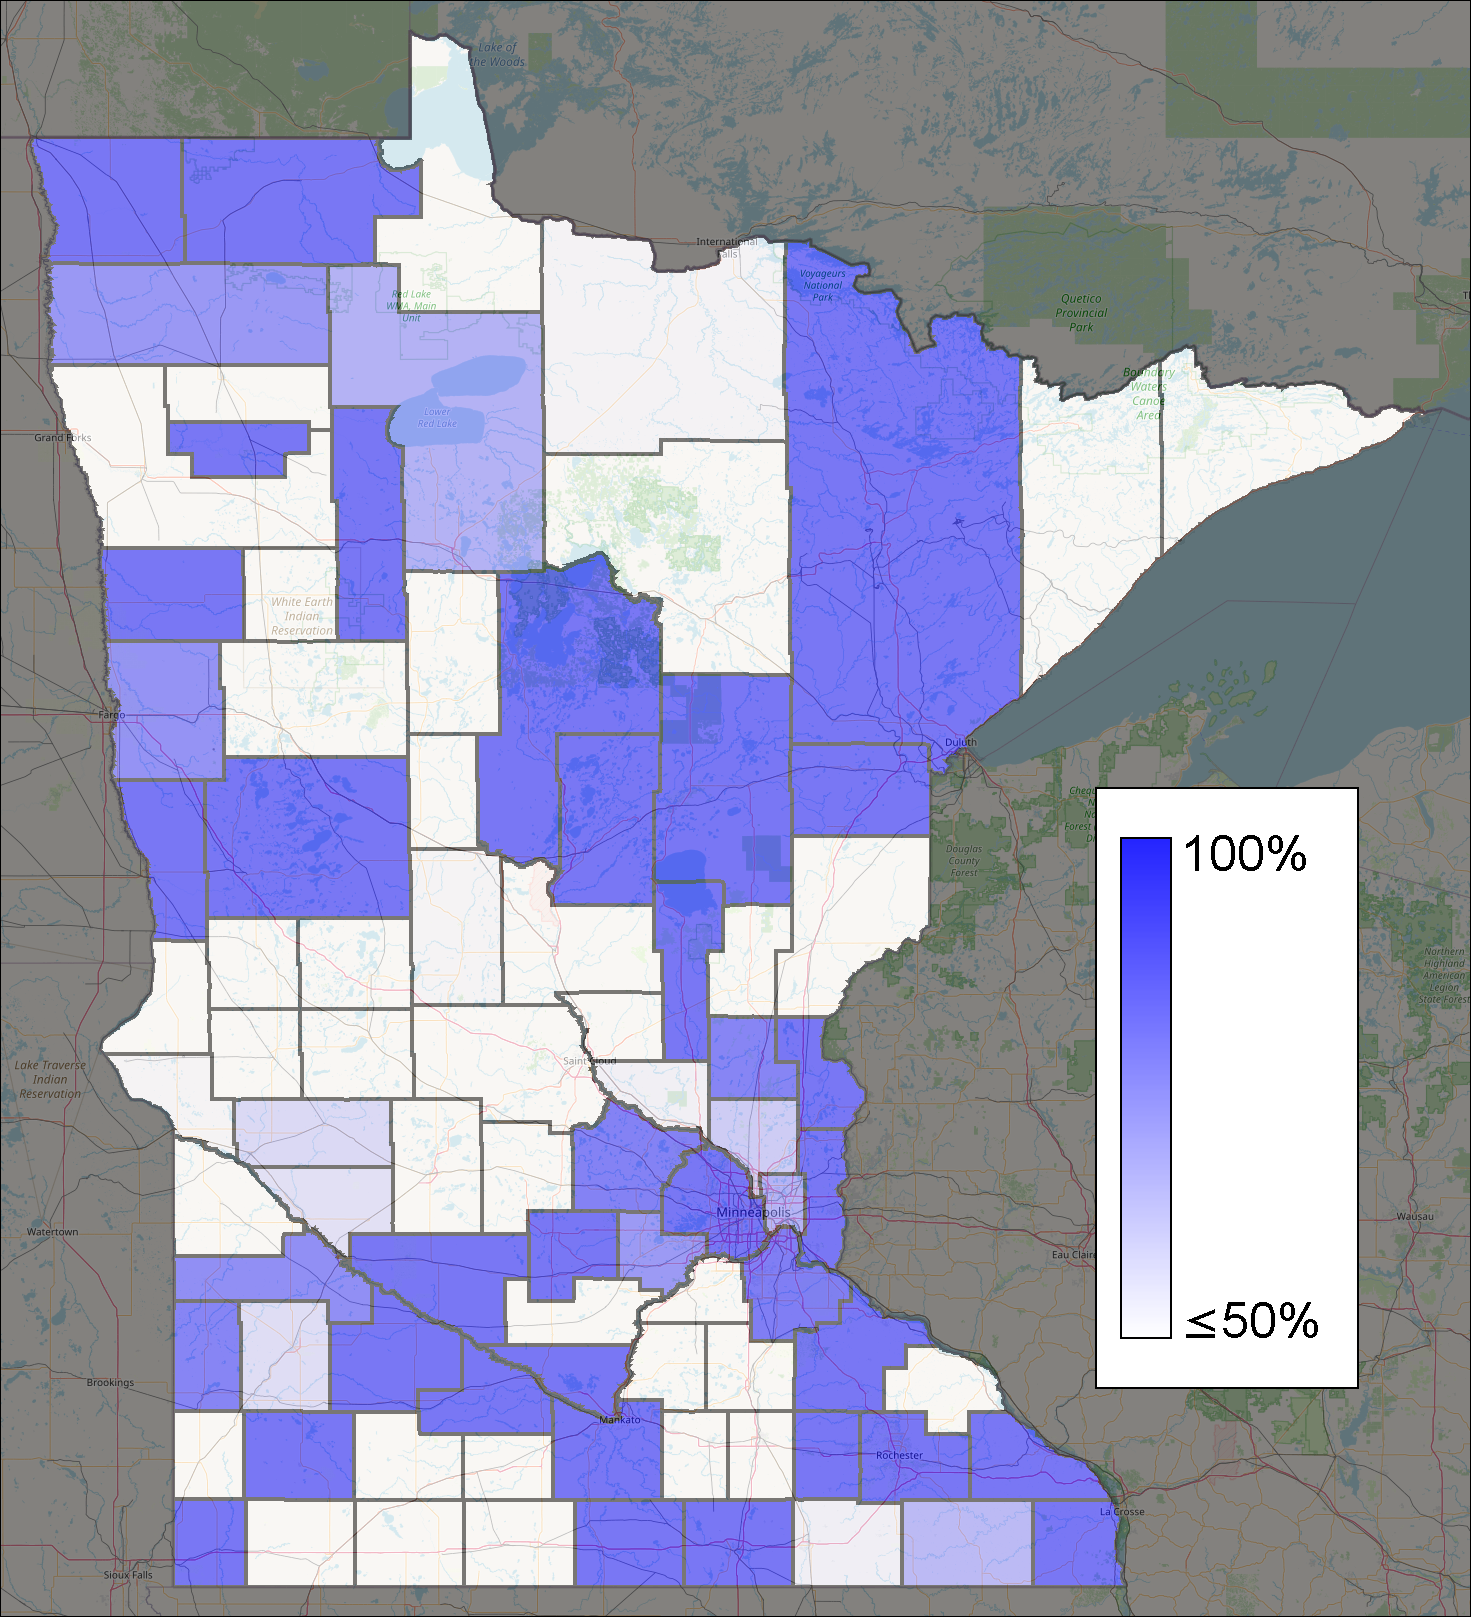 Lake of
the Woods
International
Falls
Voyageurs
National
Park
Quetico
Provincial
Park
Red Lake
WMA, Main
Unit
Boundary
Waters
Canoe
Area
Lower
Red Lake
Grand Forks
White Earth
Indian
Reservation
Fargo
Duluth
Douglas
County
Forest
100%
Northern
Highland
American
Legion
State Forest
Saint Cloud
Lake Traverse
Indian
Reservation
Minneapolis
Watertown
Wausau
Eau Claire
≤50%
Brookings
Mankato
Rochester
La Crosse
Sioux Falls